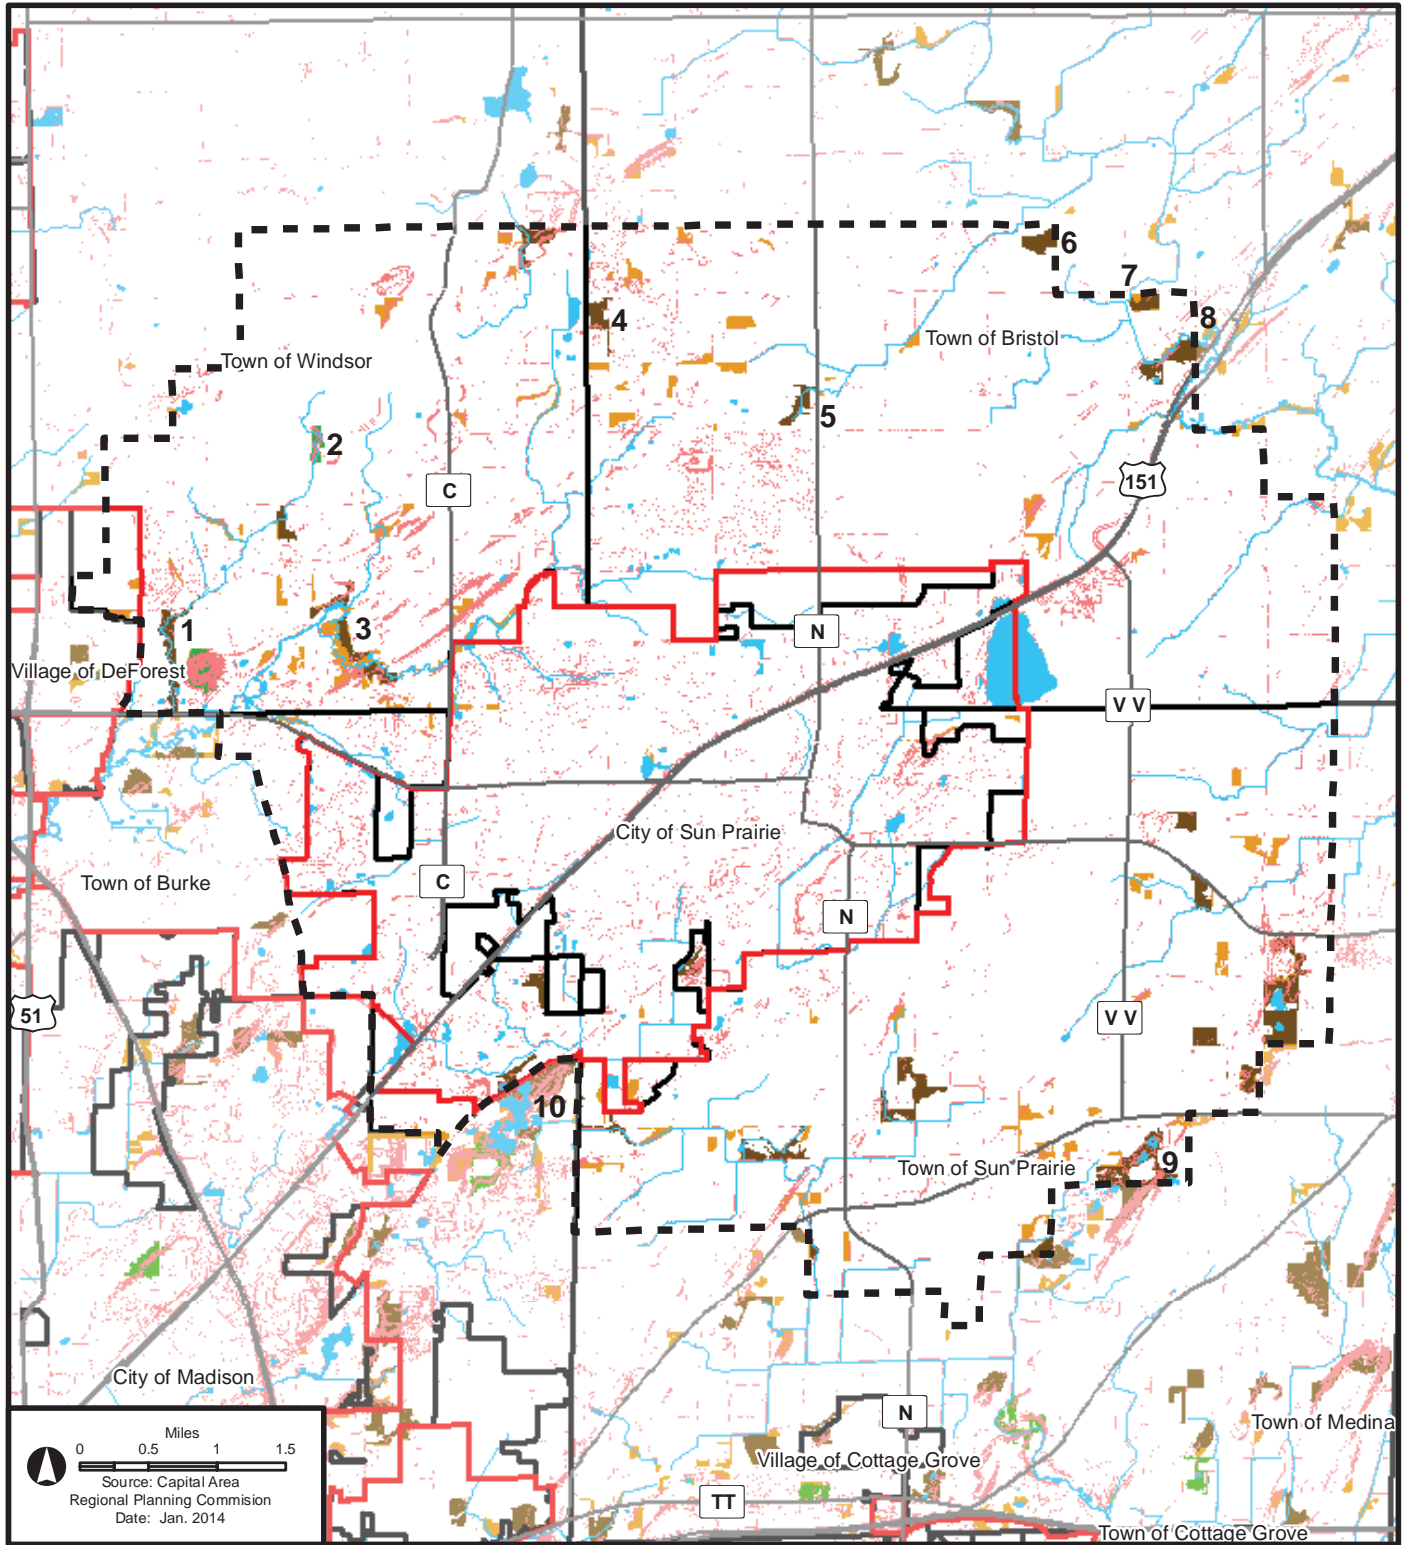 6
7
8
4
Town of Bristol
Town of Windsor
5
2
151
C
1
3
N
Village of DeForest
V V
City of Sun Prairie
Town of Burke
C
N
51
V V
10
9
Town of Sun Prairie
City of Madison
N
Town of Medina
Village of Cottage Grove
TT
Town of Cottage Grove
Miles
0 0.5 1 1.5
Source: Capital Area
Regional Planning Commision
Date: Jan. 2014